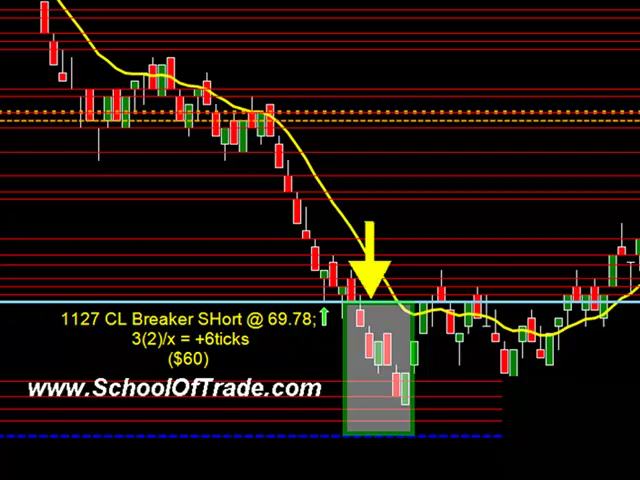 1127 CL Breaker SHort @ 69.78;
3(2)/x = +6ticks
($60)
www.SchoolOfTrade.com